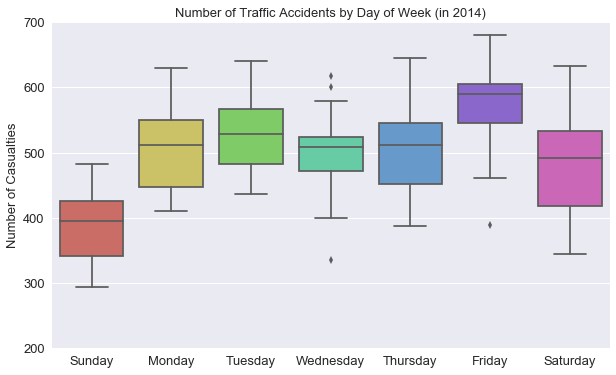 Number of Traffic Accidents by Day of Week (in 2014)
Number of Casualties
700
600
500
400
300
200
Sunday Monday Tuesday Wednesday Thursday Friday Saturday